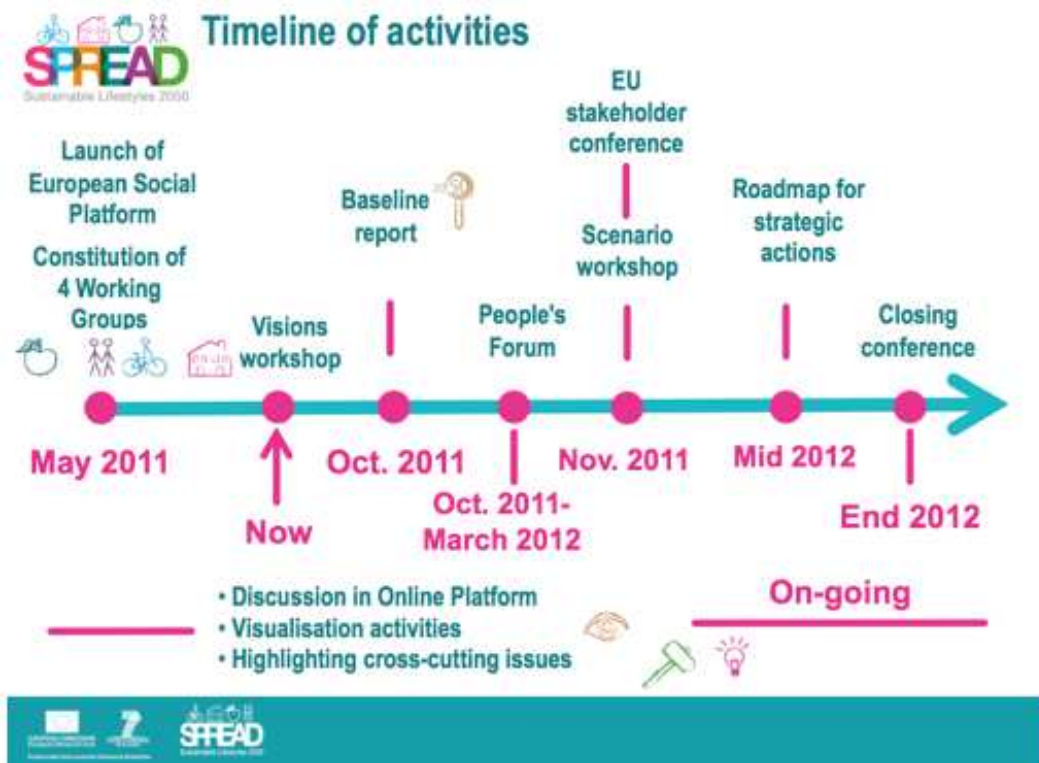 Timeline of activities
SPREAD
Sustainable Lifestyles 2050
EU
stakeholder
conference
Launch of
European Social
Platform
Baseline
report
Roadmap for
strategic
actions
Constitution of
4 Working
Groups
Scenario
workshop
Visions
workshop
People's
Forum
Closing
conference
May 2011
Now
Oct. 2011
Oct. 2011-
March 2012
Nov. 2011
Mid 2012
End 2012
• Discussion in Online Platform
• Visualisation activities
• Highlighting cross-cutting issues
On-going
SPREAD
Sustainable Lifestyles 2050